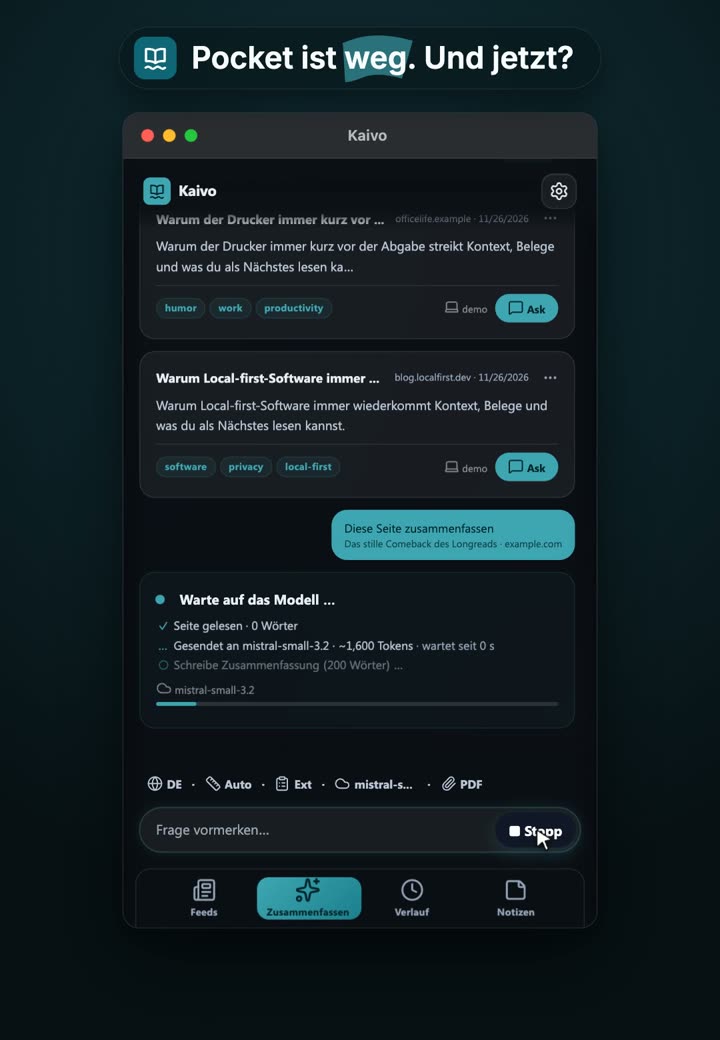 Pocket ist weg. Und jetzt?
Kaivo
Kaivo
Warum der Drucker immer kurz vor ... officelife.example · 11/26/2026 ...
Warum der Drucker immer kurz vor der Abgabe streikt Kontext, Belege
und was du als Nächstes lesen ka...
humor work productivity demo Ask
Warum Local-first-Software immer ... blog.localfirst.dev · 11/26/2026 ...
Warum Local-first-Software immer wiederkommt Kontext, Belege und
was du als Nächstes lesen kannst.
software privacy local-first demo Ask
Diese Seite zusammenfassen
Das stille Comeback des Longreads · example.com
Warte auf das Modell ...
✓ Seite gelesen · 0 Wörter
... Gesendet an mistral-small-3.2 · ~1,600 Tokens · wartet seit 0 s
Schreibe Zusammenfassung (200 Wörter) ...
mistral-small-3.2
DE · Auto · Ext · mistral-s... · PDF
Frage vormerken... Stopp
Feeds Zusammenfassen Verlauf Notizen